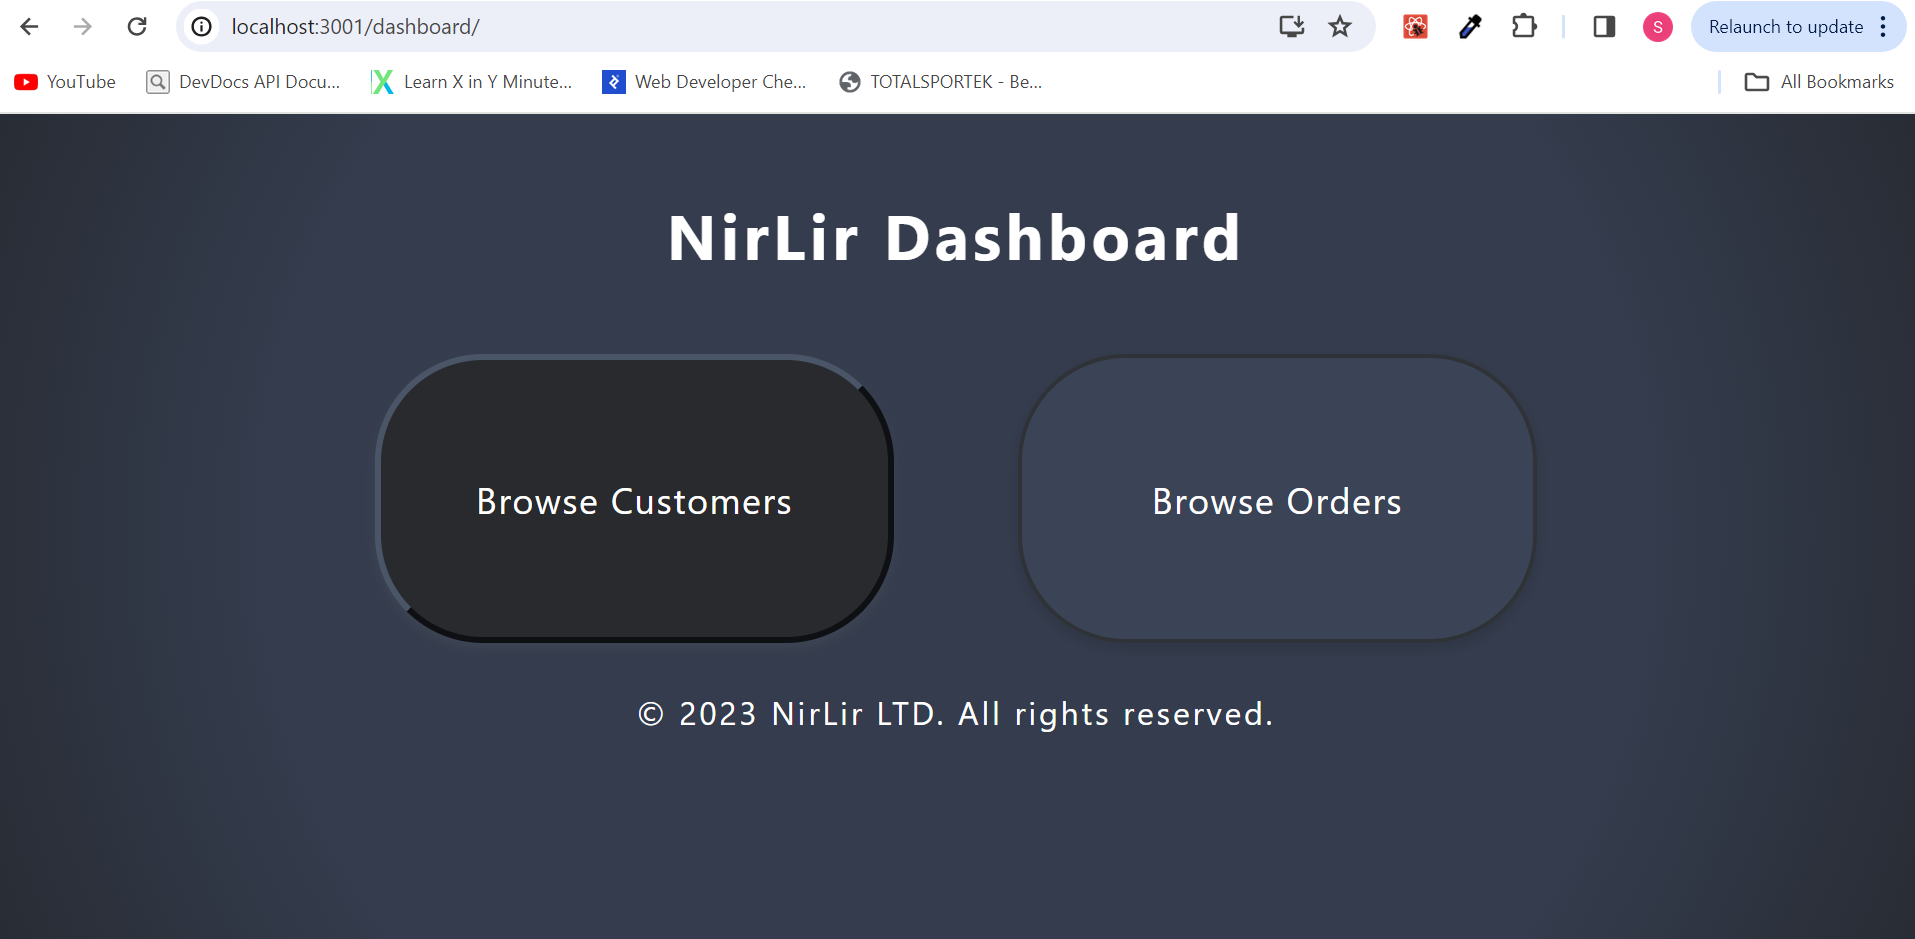 localhost:3001/dashboard/
S
Relaunch to update
YouTube
DevDocs API Docu...
Learn X in Y Minute...
Web Developer Che...
TOTALSPORTEK - Be...
All Bookmarks
NirLir Dashboard
Browse Customers
Browse Orders
© 2023 NirLir LTD. All rights reserved.